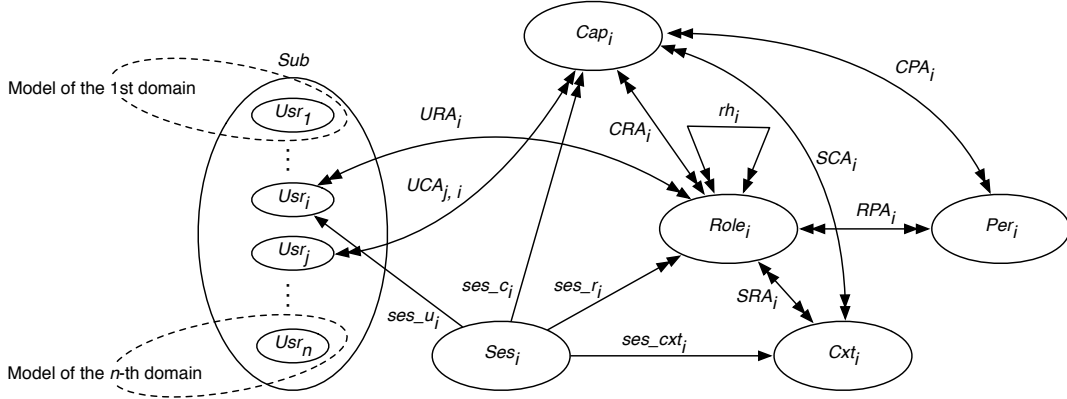 Cap_i
Sub
CPA_i
Model of the 1st domain
Usr_1
URA_i
CRA_i
rh_i
SCA_i
UCA_{j, i}
Usr_i
RPA_i
Role_i
Per_i
Usr_j
ses_c_i
ses_r_i
SRA_i
ses_u_i
ses_cxt_i
Usr_n
Ses_i
Cxt_i
Model of the n-th domain